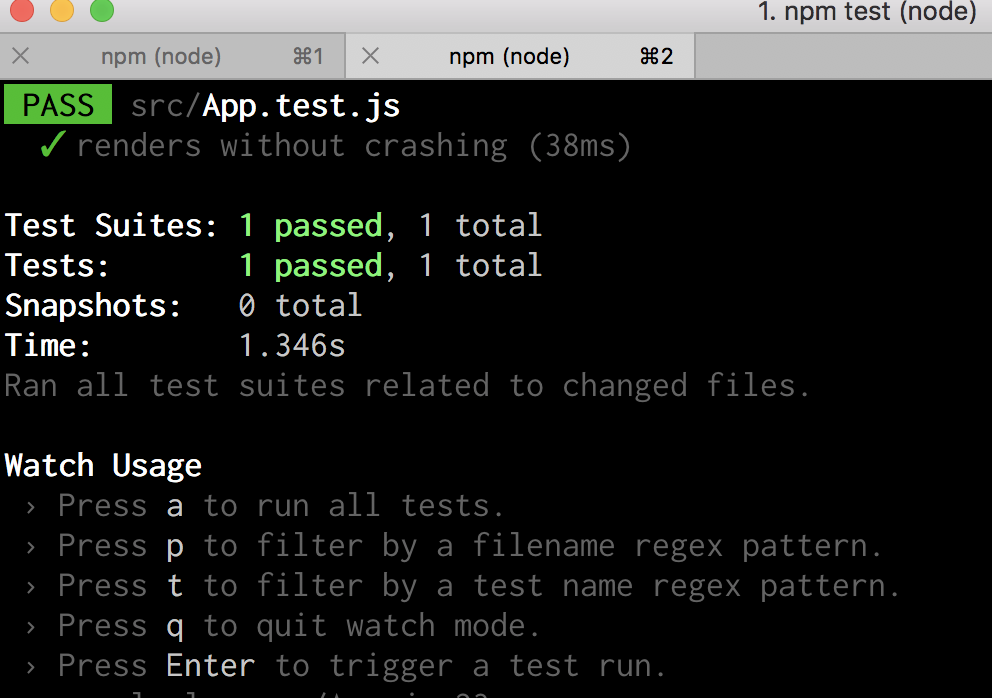 1. npm test (node)
npm (node) ⌘1
npm (node) ⌘2
PASS src/App.test.js
✓ renders without crashing (38ms)
Test Suites: 1 passed, 1 total
Tests: 1 passed, 1 total
Snapshots: 0 total
Time: 1.346s
Ran all test suites related to changed files.
Watch Usage
› Press a to run all tests.
› Press p to filter by a filename regex pattern.
› Press t to filter by a test name regex pattern.
› Press q to quit watch mode.
› Press Enter to trigger a test run.